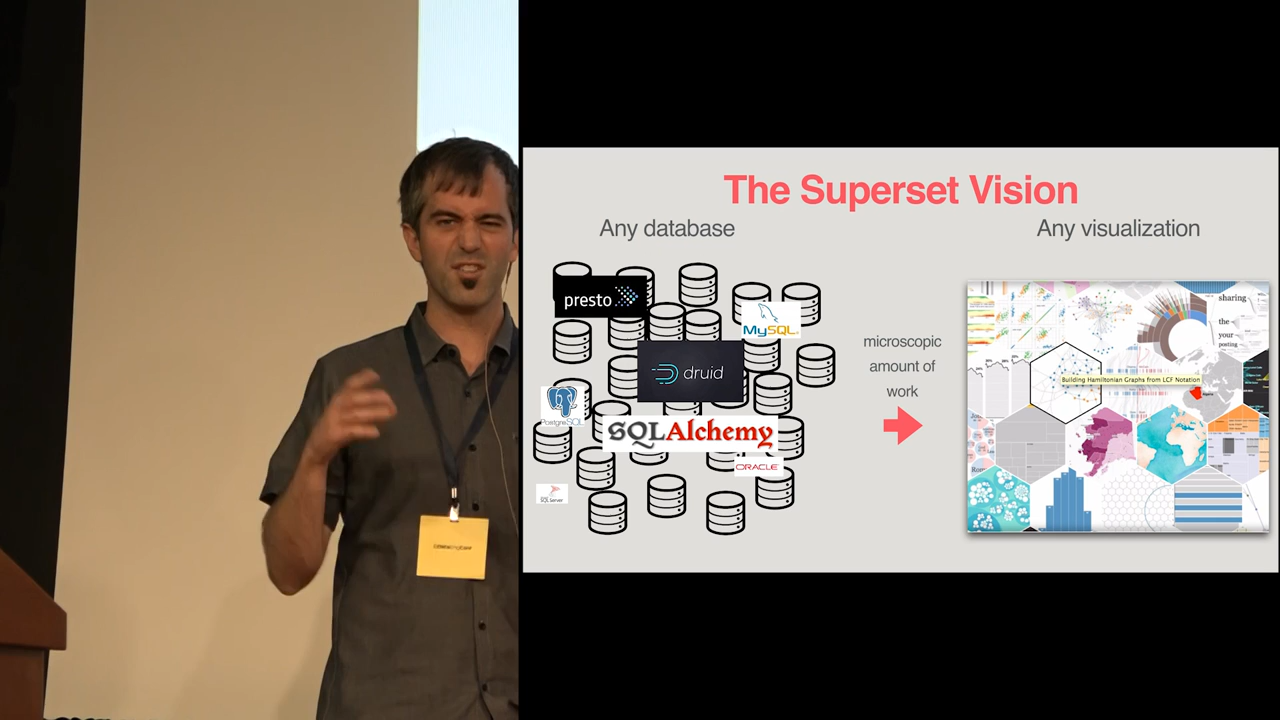 The Superset Vision
Any database
Any visualization
presto
MySQL
druid
PostgreSQL
SQLAlchemy
ORACLE
SQL Server
microscopic
amount of
work
sharing
the
your
posting
Building Hamiltonian Graphs from LCF Notation